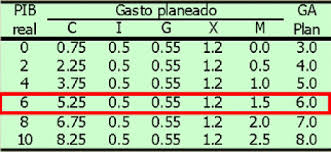 PIB Gasto planeado GA
real C I G X M Plan
0 0.75 0.5 0.55 1.2 0.0 3.0
2 2.25 0.5 0.55 1.2 0.5 4.0
4 3.75 0.5 0.55 1.2 1.0 5.0
6 5.25 0.5 0.55 1.2 1.5 6.0
8 6.75 0.5 0.55 1.2 2.0 7.0
10 8.25 0.5 0.55 1.2 2.5 8.0